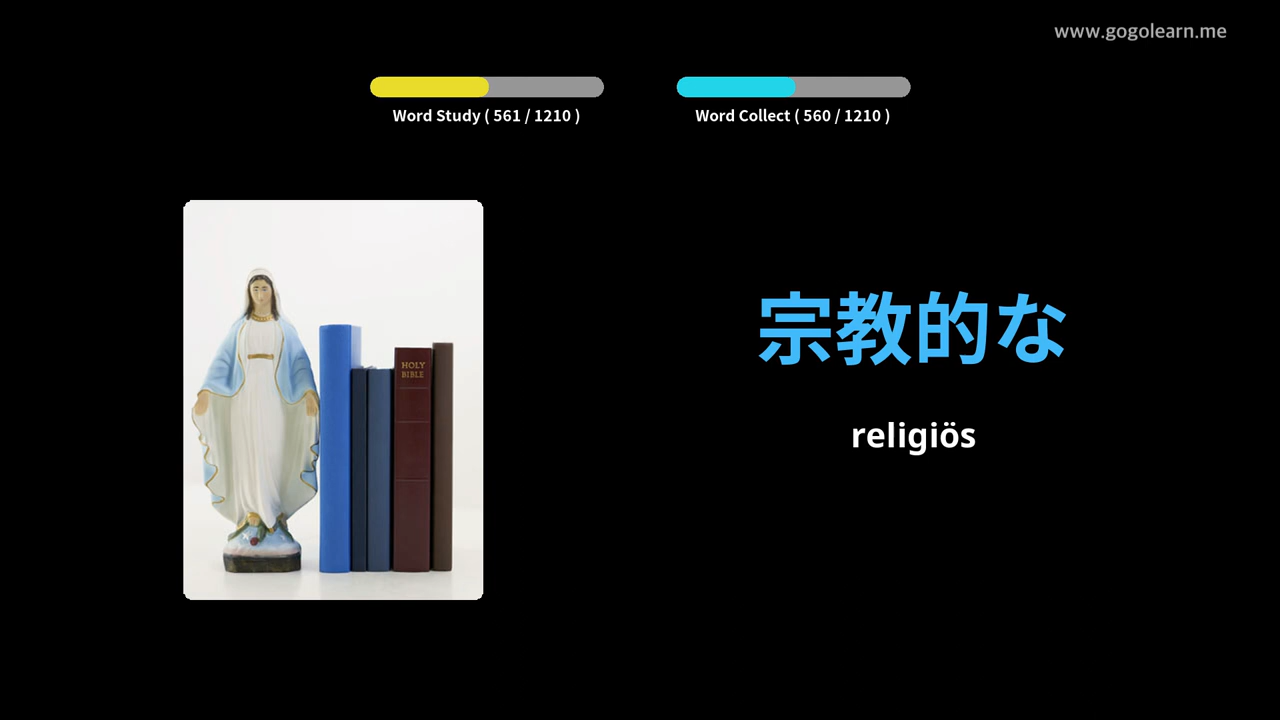 www.gogolearn.me
Word Study ( 561 / 1210 )
Word Collect ( 560 / 1210 )
HOLY
BIBLE
宗教的な
religiös